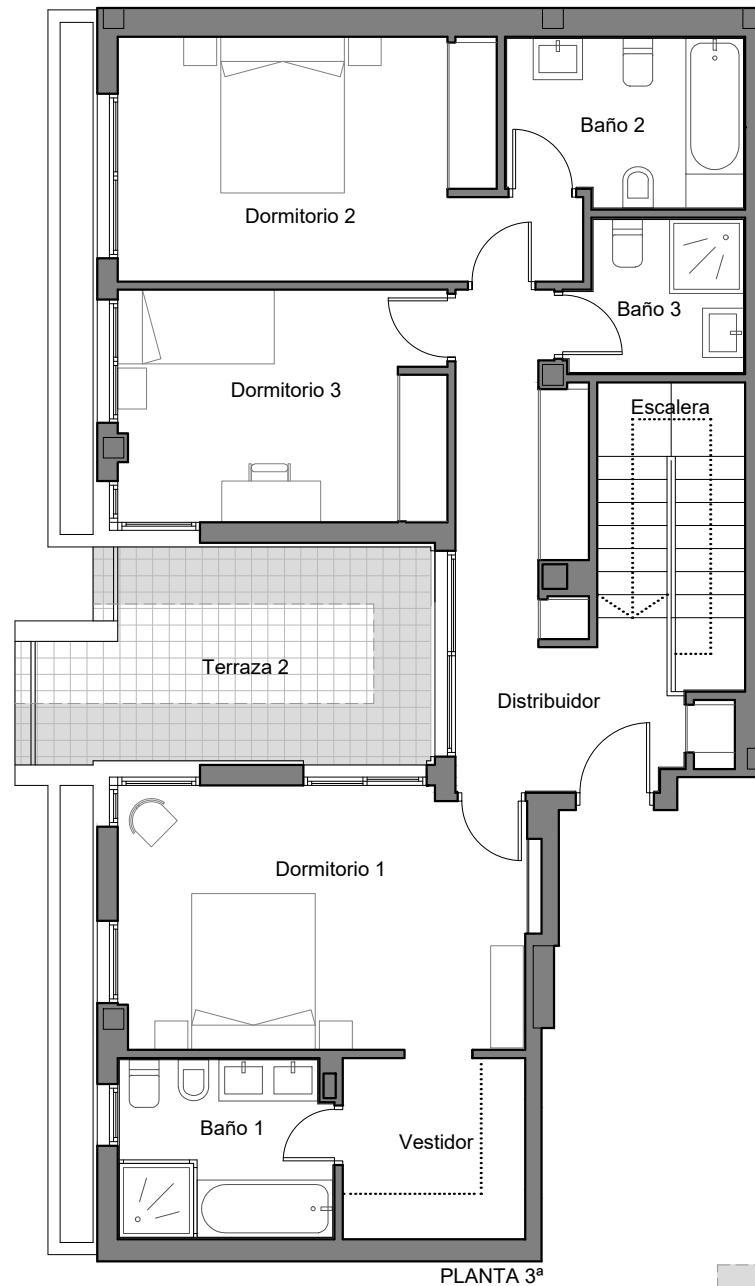 Baño 2
Dormitorio 2
Baño 3
Dormitorio 3
Escalera
Terraza 2
Distribuidor
Dormitorio 1
Baño 1
Vestidor
PLANTA 3ª